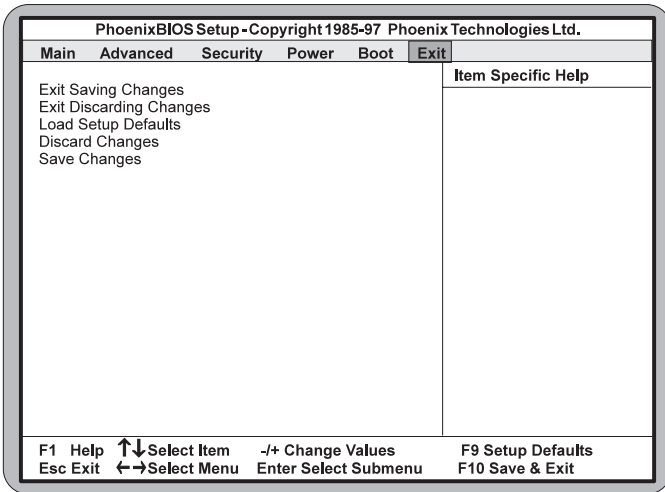 PhoenixBIOS Setup - Copyright 1985-97 Phoenix Technologies Ltd.
Main Advanced Security Power Boot Exit
Item Specific Help
Exit Saving Changes
Exit Discarding Changes
Load Setup Defaults
Discard Changes
Save Changes
F1 Help ↑↓ Select Item -/+ Change Values F9 Setup Defaults
Esc Exit ←→ Select Menu Enter Select Submenu F10 Save & Exit